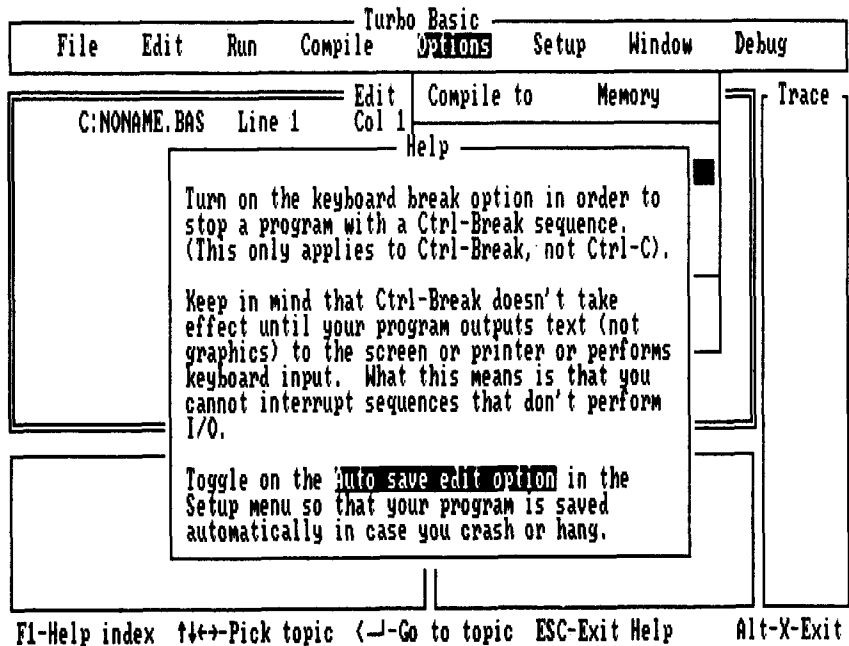 Turbo Basic
File Edit Run Compile Options Setup Window Debug
Edit
Compile to Memory
Trace
C:NONAME.BAS Line 1 Col 1
Help
Turn on the keyboard break option in order to
stop a program with a Ctrl-Break sequence.
(This only applies to Ctrl-Break, not Ctrl-C).
Keep in mind that Ctrl-Break doesn't take
effect until your program outputs text (not
graphics) to the screen or printer or performs
keyboard input. What this means is that you
cannot interrupt sequences that don't perform
I/O.
Toggle on the Auto save edit option in the
Setup menu so that your program is saved
automatically in case you crash or hang.
F1-Help index ↑↓←→-Pick topic <─┘-Go to topic ESC-Exit Help Alt-X-Exit